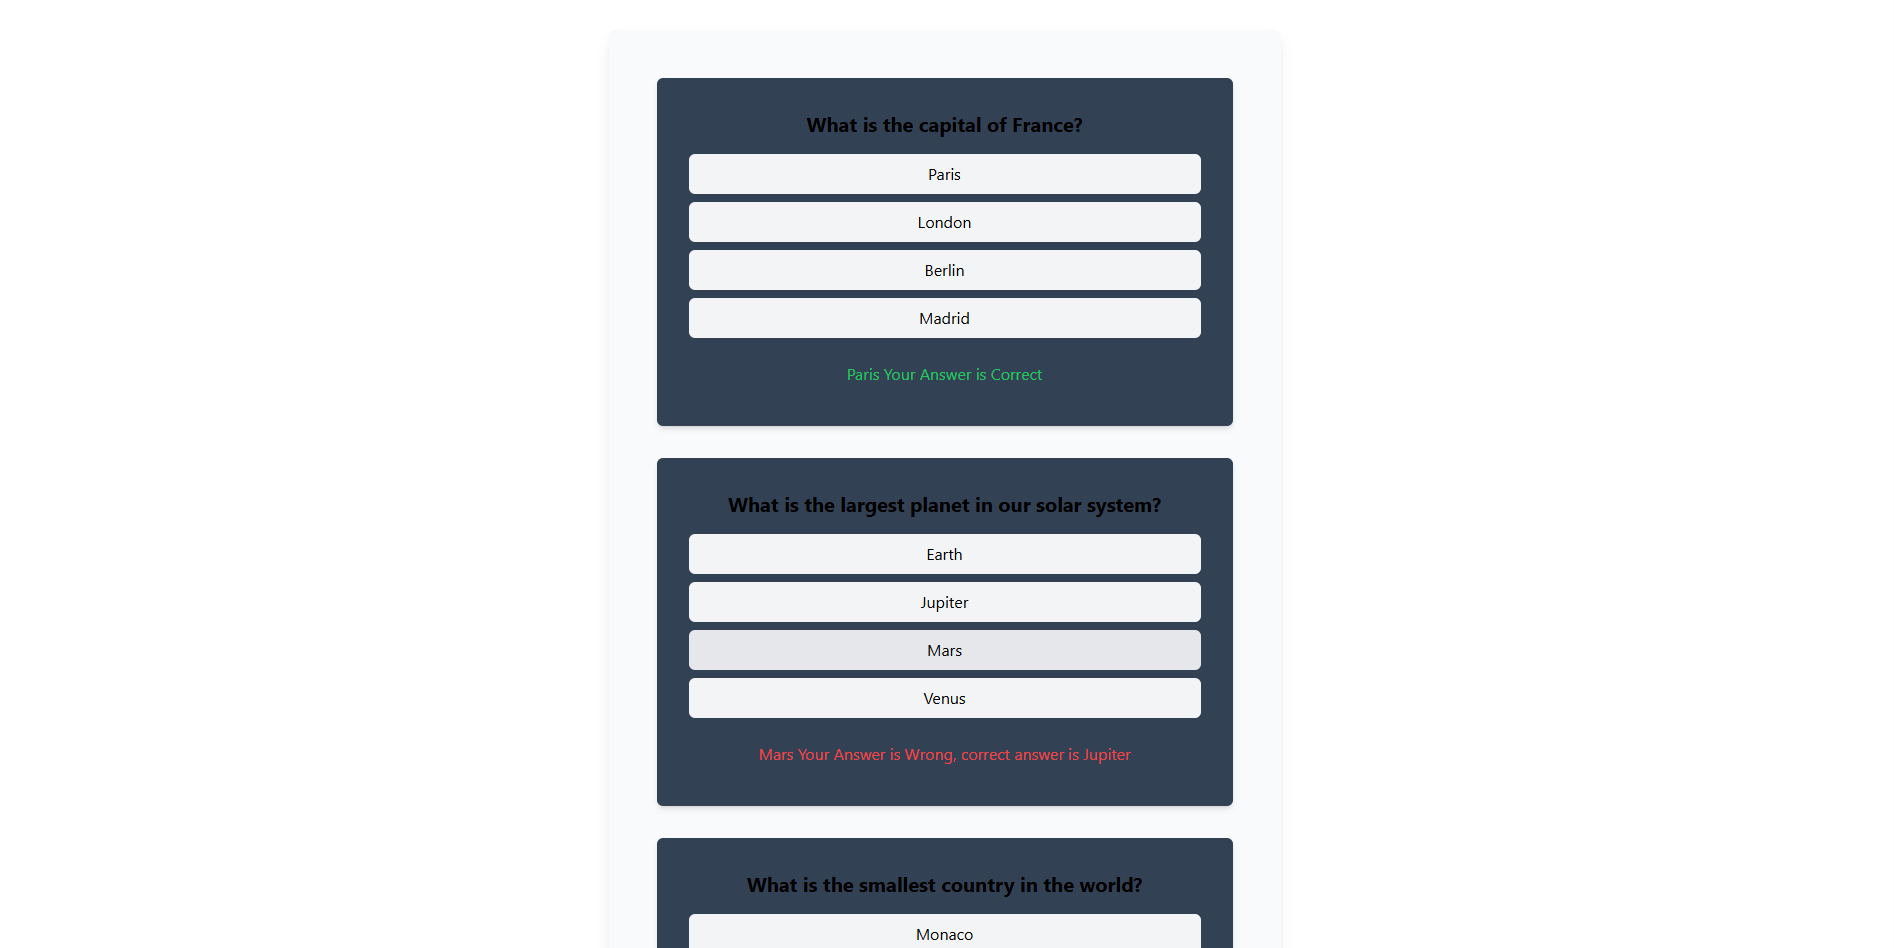 What is the capital of France?
Paris
London
Berlin
Madrid
Paris Your Answer is Correct
What is the largest planet in our solar system?
Earth
Jupiter
Mars
Venus
Mars Your Answer is Wrong, correct answer is Jupiter
What is the smallest country in the world?
Monaco